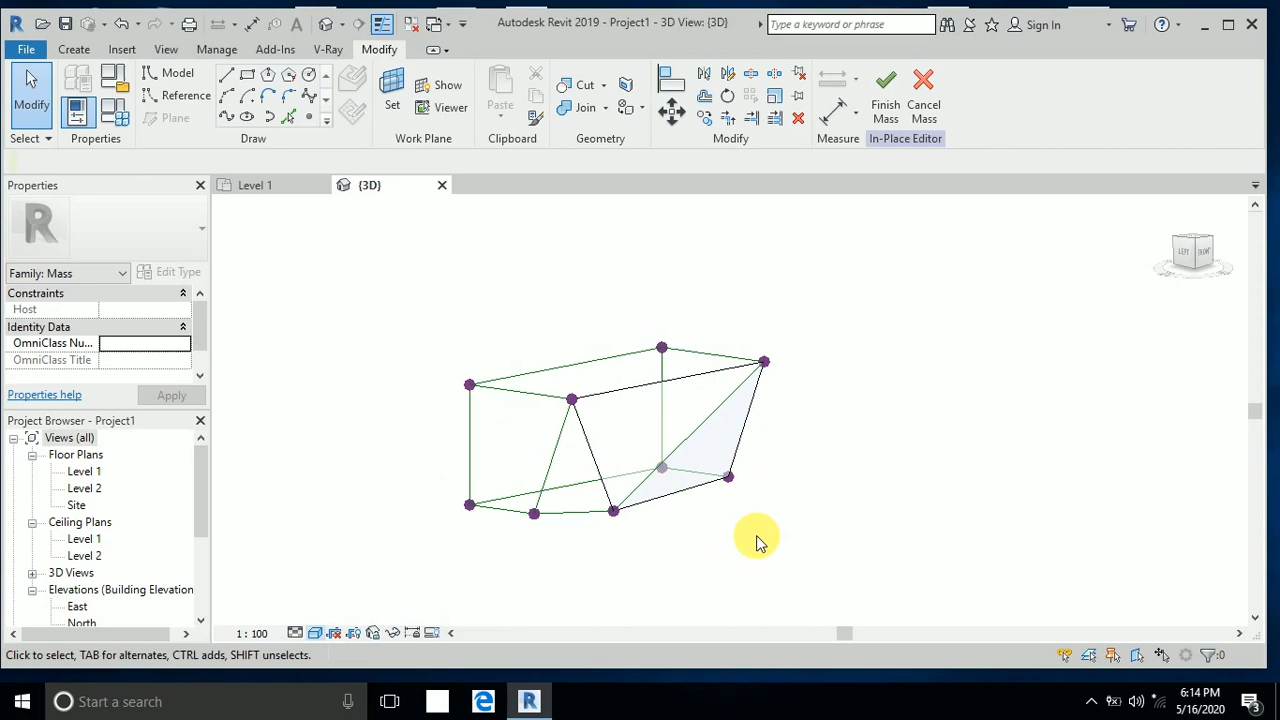 Autodesk Revit 2019 - Project1 - 3D View: {3D}
Type a keyword or phrase
Sign In
File Create Insert View Manage Add-Ins V-Ray Modify
Modify
Model
Reference
Plane
Set
Show
Viewer
Paste
Cut
Join
Finish Mass
Cancel Mass
Select Properties Draw Work Plane Clipboard Geometry Modify Measure In-Place Editor
Properties
Level 1
{3D}
LEFT FRONT
Family: Mass
Edit Type
Constraints
Host
Identity Data
OmniClass Nu...
OmniClass Title
Properties help
Apply
Project Browser - Project1
Views (all)
Floor Plans
Level 1
Level 2
Site
Ceiling Plans
Level 1
Level 2
3D Views
Elevations (Building Elevation
East
North
1 : 100
Click to select, TAB for alternates, CTRL adds, SHIFT unselects.
:0
Start a search
6:14 PM
5/16/2020
3